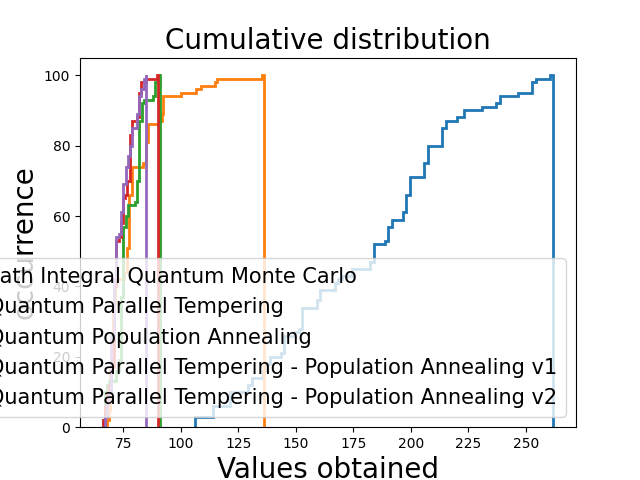 Cumulative distribution
100
80
60
40
20
0
occurrence
ath Integral Quantum Monte Carlo
Quantum Parallel Tempering
Quantum Population Annealing
Quantum Parallel Tempering - Population Annealing v1
Quantum Parallel Tempering - Population Annealing v2
75 100 125 150 175 200 225 250
Values obtained